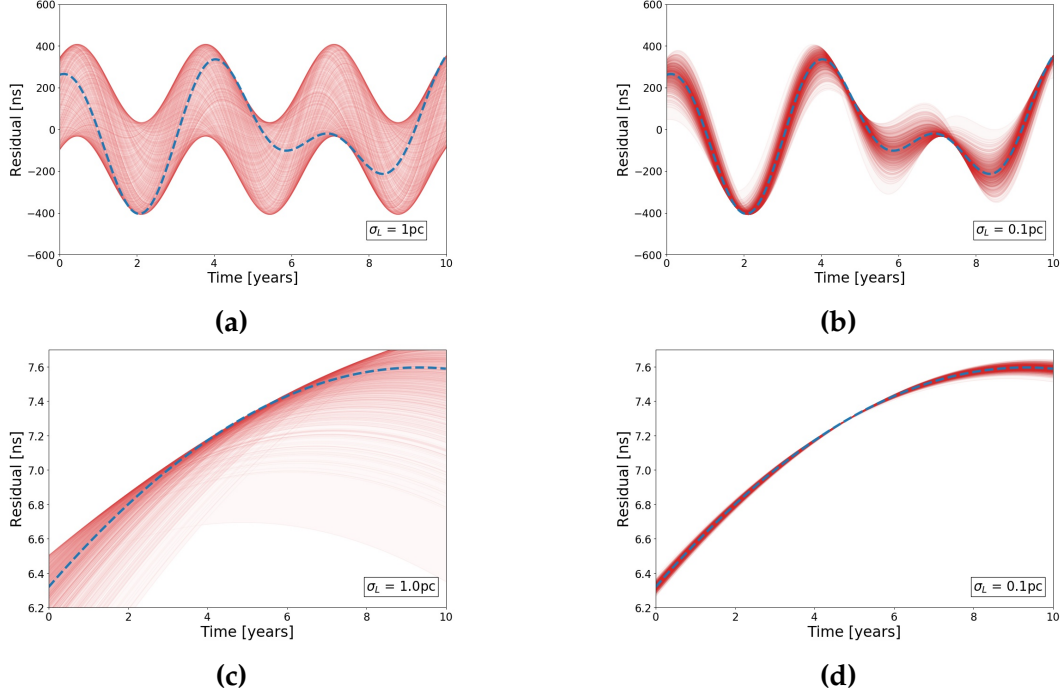 600
400
200
0
−200
−400
−600
0 2 4 6 8 10
Residual [ns]
Time [years]
σ_L = 1pc
(a)
600
400
200
0
−200
−400
−600
0 2 4 6 8 10
Residual [ns]
Time [years]
σ_L = 0.1pc
(b)
7.6
7.4
7.2
7.0
6.8
6.6
6.4
6.2
0 2 4 6 8 10
Residual [ns]
Time [years]
σ_L = 1.0pc
(c)
7.6
7.4
7.2
7.0
6.8
6.6
6.4
6.2
0 2 4 6 8 10
Residual [ns]
Time [years]
σ_L = 0.1pc
(d)